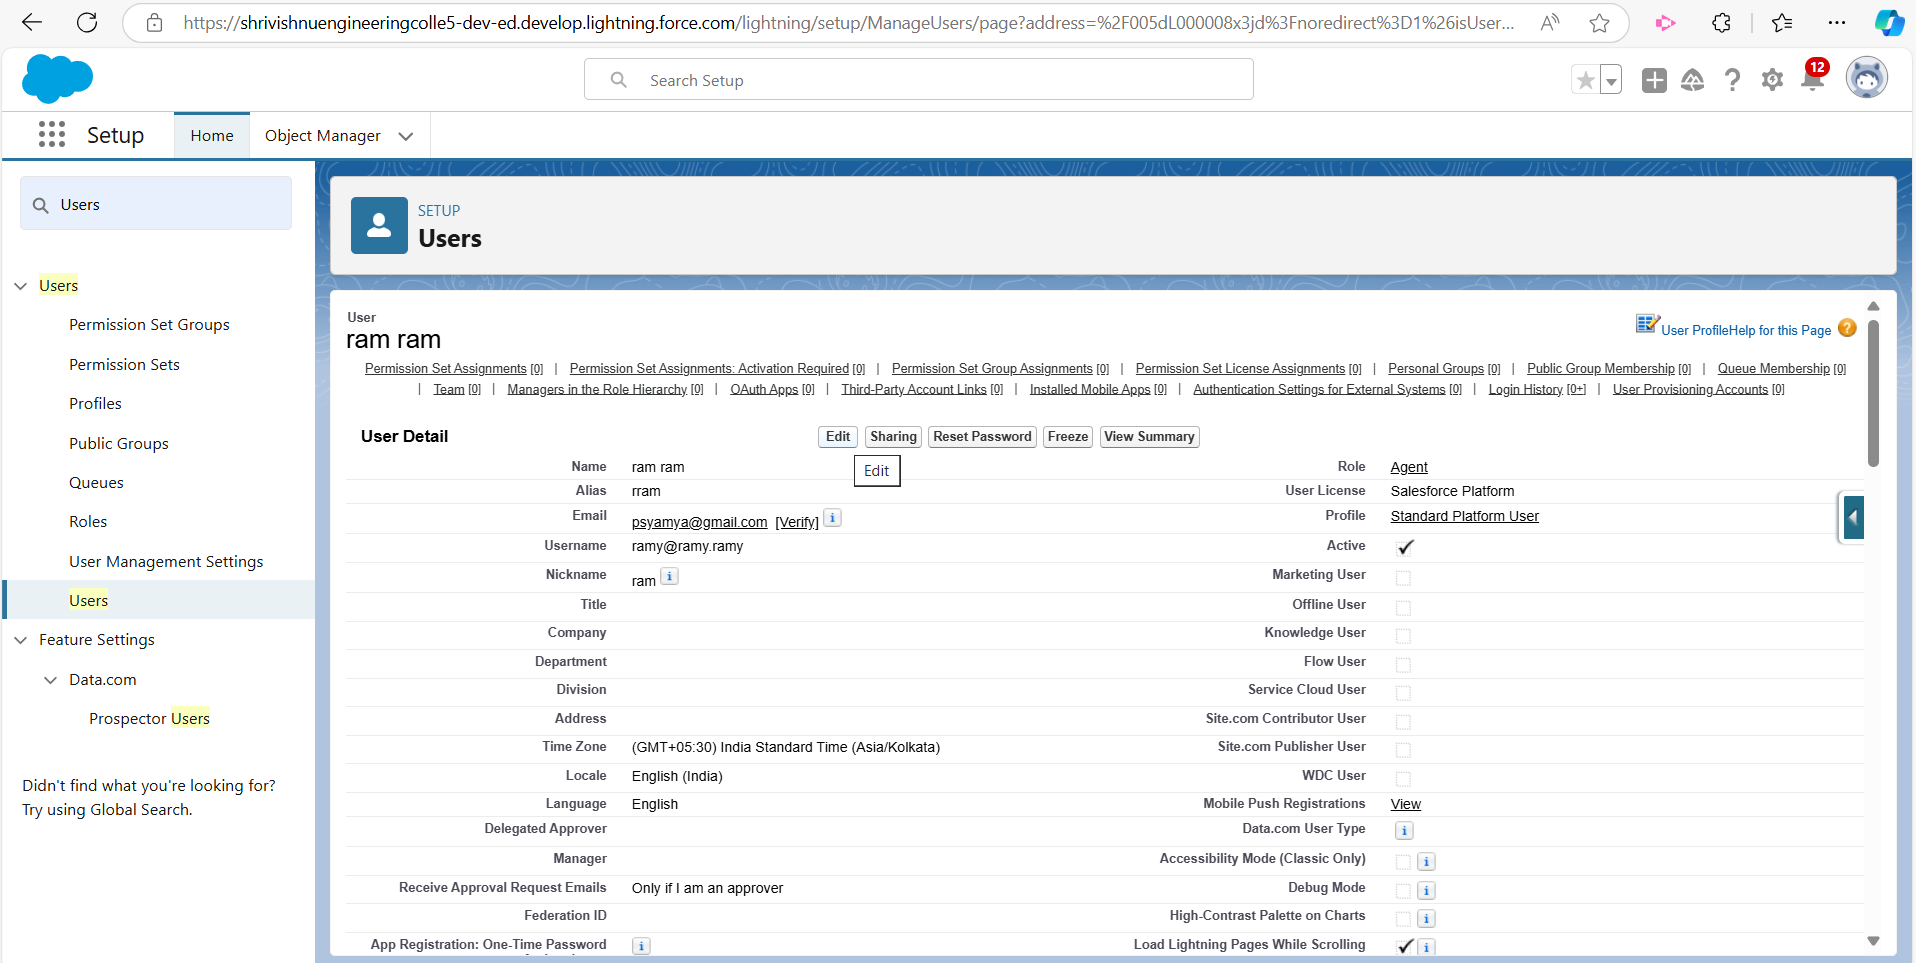 https://shrivishnuengineeringcolle5-dev-ed.develop.lightning.force.com/lightning/setup/ManageUsers/page?address=%2F005dL000008x3jd%3Fnoredirect%3D1%26isUser...
Search Setup
12
Setup
Home
Object Manager
Users
Users
Permission Set Groups
Permission Sets
Profiles
Public Groups
Queues
Roles
User Management Settings
Users
Feature Settings
Data.com
Prospector Users
Didn't find what you're looking for?
Try using Global Search.
SETUP
Users
User
ram ram
User Profile Help for this Page ?
Permission Set Assignments [0] | Permission Set Assignments: Activation Required [0] | Permission Set Group Assignments [0] | Permission Set License Assignments [0] | Personal Groups [0] | Public Group Membership [0] | Queue Membership [0]
| Team [0] | Managers in the Role Hierarchy [0] | OAuth Apps [0] | Third-Party Account Links [0] | Installed Mobile Apps [0] | Authentication Settings for External Systems [0] | Login History [0+] | User Provisioning Accounts [0]
User Detail
Edit Sharing Reset Password Freeze View Summary
Edit
Name ram ram Role Agent
Alias rram User License Salesforce Platform
Email psyamya@gmail.com [Verify] i Profile Standard Platform User
Username ramy@ramy.ramy Active
Nickname ram i Marketing User
Title Offline User
Company Knowledge User
Department Flow User
Division Service Cloud User
Address Site.com Contributor User
Time Zone (GMT+05:30) India Standard Time (Asia/Kolkata) Site.com Publisher User
Locale English (India) WDC User
Language English Mobile Push Registrations View
Delegated Approver Data.com User Type i
Manager Accessibility Mode (Classic Only) i
Receive Approval Request Emails Only if I am an approver Debug Mode i
Federation ID High-Contrast Palette on Charts i
App Registration: One-Time Password i Load Lightning Pages While Scrolling i